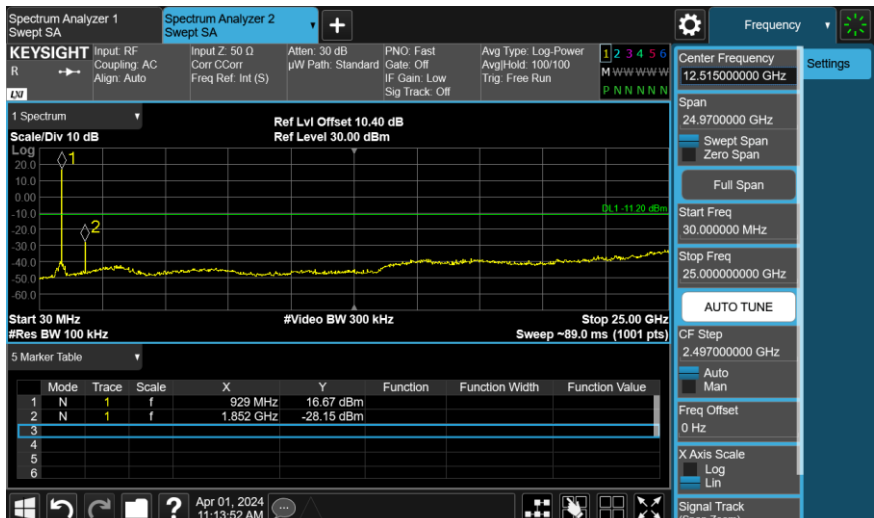 Spectrum Analyzer 1
Swept SA
Spectrum Analyzer 2
Swept SA
Frequency
KEYSIGHT
R
LXI
Input: RF
Coupling: AC
Align: Auto
Input Z: 50 Ω
Corr CCorr
Freq Ref: Int (S)
Atten: 30 dB
µW Path: Standard
PNO: Fast
Gate: Off
IF Gain: Low
Sig Track: Off
Avg Type: Log-Power
Avg|Hold: 100/100
Trig: Free Run
1 2 3 4 5 6
M W W W W W
P N N N N N
Center Frequency
12.515000000 GHz
Settings
Span
24.9700000 GHz
Swept Span
Zero Span
Full Span
Start Freq
30.000000 MHz
Stop Freq
25.000000000 GHz
AUTO TUNE
CF Step
2.497000000 GHz
Auto
Man
Freq Offset
0 Hz
X Axis Scale
Log
Lin
Signal Track
(Span Zoom)
1 Spectrum
Scale/Div 10 dB
Ref Lvl Offset 10.40 dB
Ref Level 30.00 dBm
Log
20.0
10.0
0.00
-10.0
-20.0
-30.0
-40.0
-50.0
-60.0
1
2
DL1 -11.20 dBm
Start 30 MHz
#Video BW 300 kHz
Stop 25.00 GHz
#Res BW 100 kHz
Sweep ~89.0 ms (1001 pts)
5 Marker Table
Mode Trace Scale X Y Function Function Width Function Value
1 N 1 f 929 MHz 16.67 dBm
2 N 1 f 1.852 GHz -28.15 dBm
3
4
5
6
?
Apr 01, 2024
11:13:52 AM